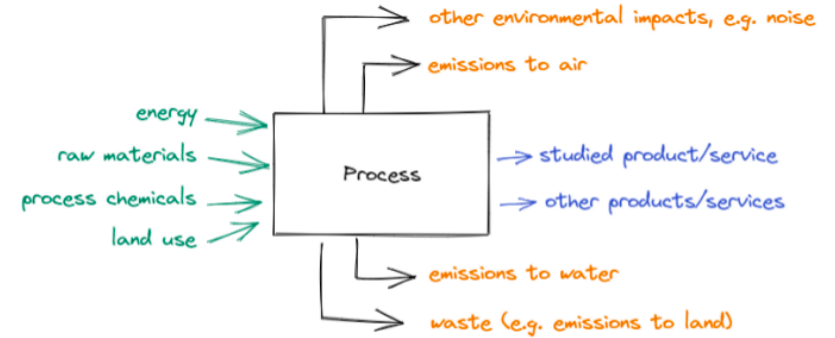 other environmental impacts, e.g. noise
emissions to air
energy
raw materials
process chemicals
land use
Process
studied product/service
other products/services
emissions to water
waste (e.g. emissions to land)